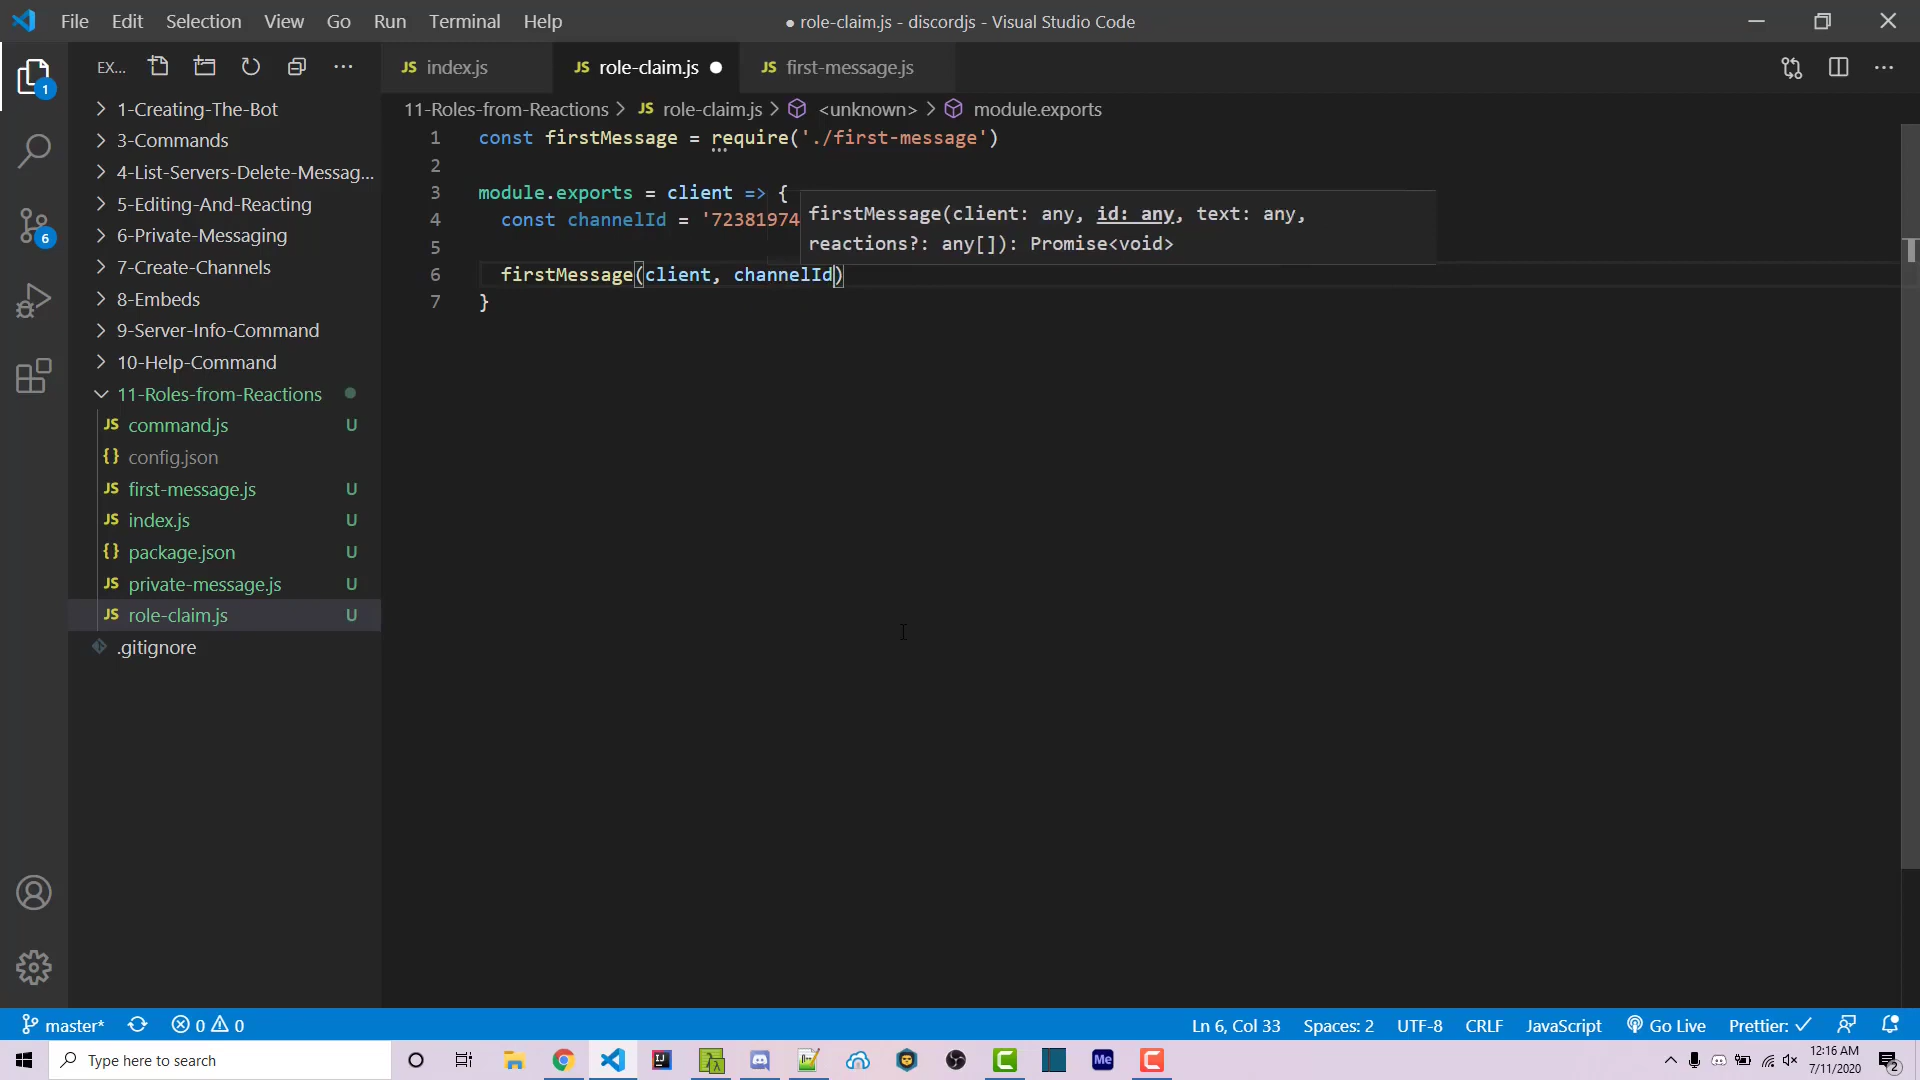 File Edit Selection View Go Run Terminal Help
● role-claim.js - discordjs - Visual Studio Code
EX...
JS index.js
JS role-claim.js ●
JS first-message.js
11-Roles-from-Reactions > JS role-claim.js > <unknown> > module.exports
1
1-Creating-The-Bot
3-Commands
4-List-Servers-Delete-Messag...
5-Editing-And-Reacting
6-Private-Messaging
7-Create-Channels
8-Embeds
9-Server-Info-Command
10-Help-Command
11-Roles-from-Reactions
JS command.js U
{} config.json
JS first-message.js U
JS index.js U
{} package.json U
JS private-message.js U
JS role-claim.js U
.gitignore
6
1 const firstMessage = require('./first-message')
2
3 module.exports = client => {
4 const channelId = '72381974
5
6 firstMessage(client, channelId)
7 }
firstMessage(client: any, id: any, text: any,
reactions?: any[]): Promise<void>
master* 0 0
Ln 6, Col 33 Spaces: 2 UTF-8 CRLF JavaScript Go Live Prettier: ✓
Type here to search
IJ
Me
12:16 AM
7/11/2020
2